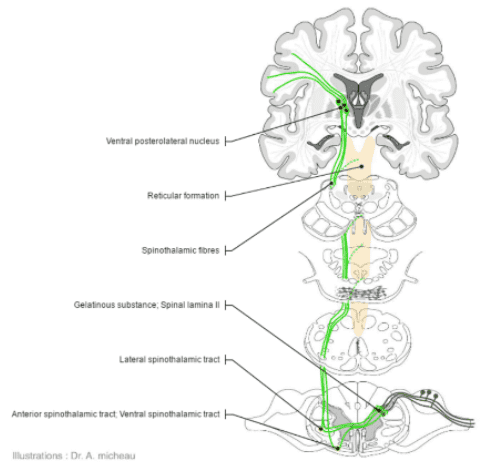 Ventral posterolateral nucleus
Reticular formation
Spinothalamic fibres
Gelatinous substance; Spinal lamina II
Lateral spinothalamic tract
Anterior spinothalamic tract; Ventral spinothalamic tract
Illustrations : Dr. A. micheau